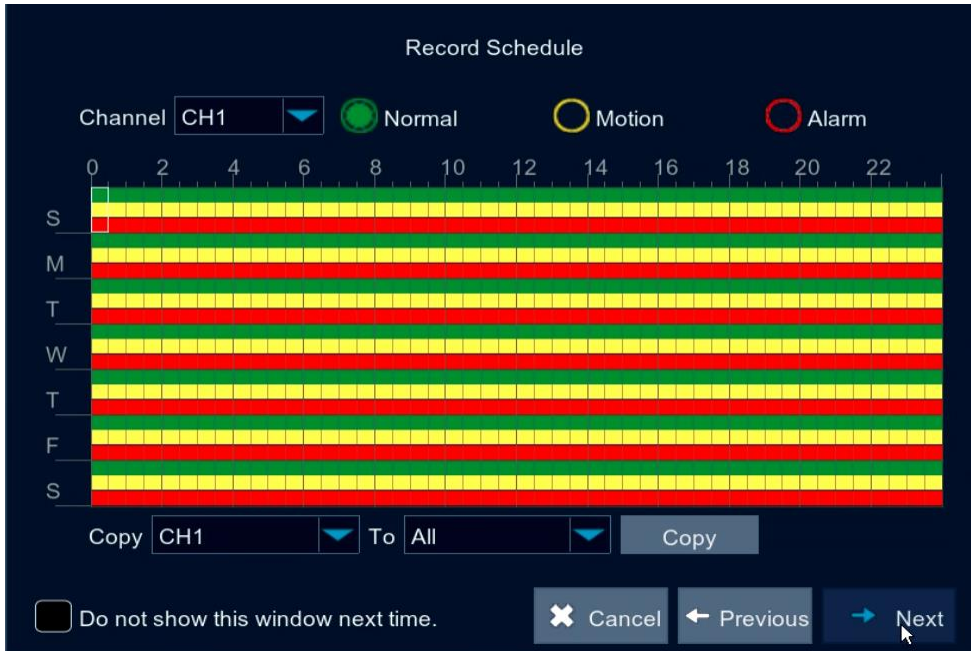 Record Schedule
Channel CH1 Normal Motion Alarm
0 2 4 6 8 10 12 14 16 18 20 22
S
M
T
W
T
F
S
Copy CH1 To All Copy
Do not show this window next time. Cancel Previous Next